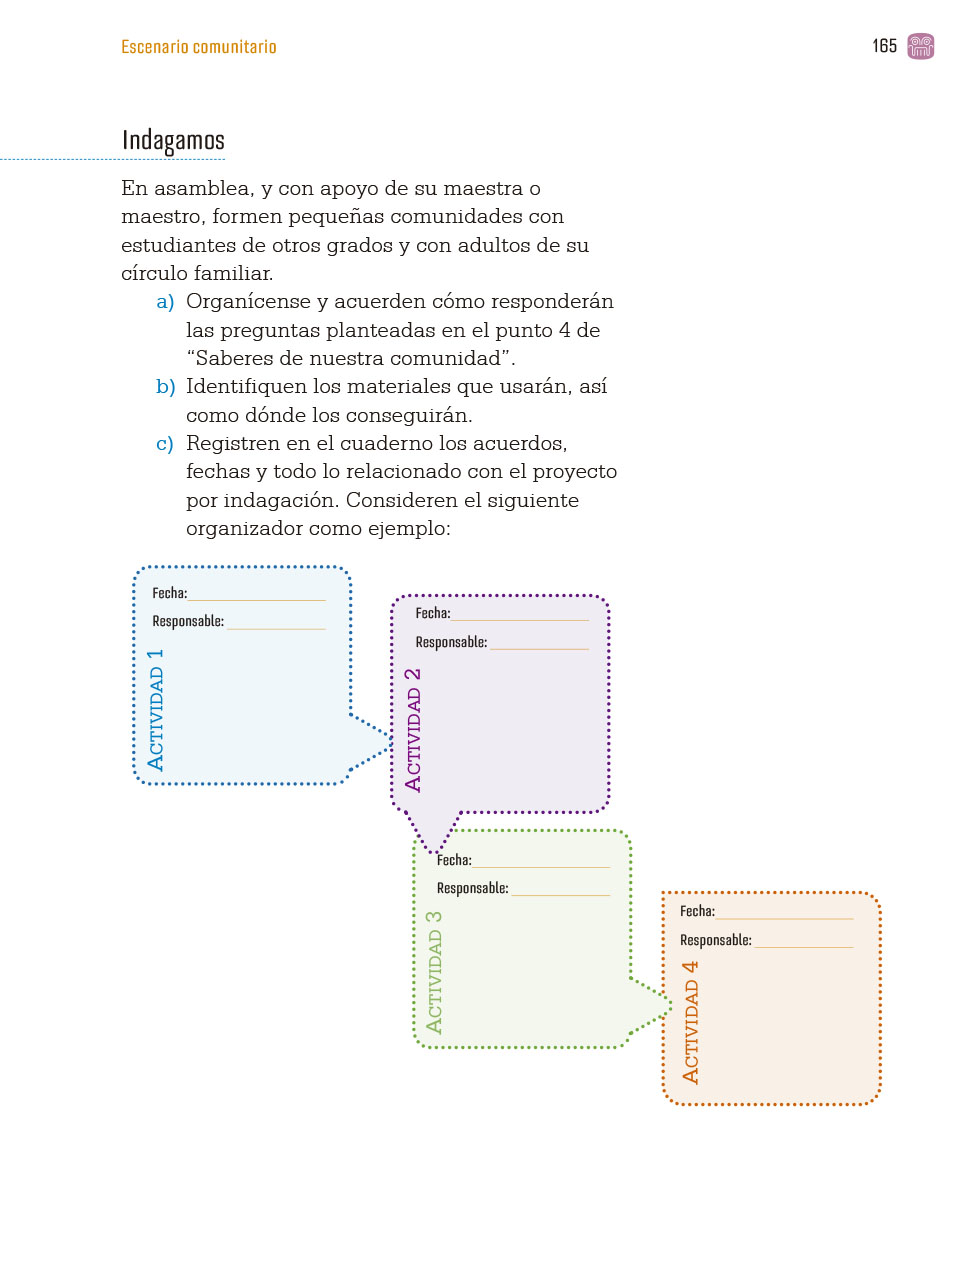 Escenario comunitario
165
Indagamos
En asamblea, y con apoyo de su maestra o
maestro, formen pequeñas comunidades con
estudiantes de otros grados y con adultos de su
círculo familiar.
a) Organícense y acuerden cómo responderán
las preguntas planteadas en el punto 4 de
“Saberes de nuestra comunidad”.
b) Identifiquen los materiales que usarán, así
como dónde los conseguirán.
c) Registren en el cuaderno los acuerdos,
fechas y todo lo relacionado con el proyecto
por indagación. Consideren el siguiente
organizador como ejemplo:
Fecha:
Responsable:
Actividad 1
Fecha:
Responsable:
Actividad 2
Fecha:
Responsable:
Actividad 3
Fecha:
Responsable:
Actividad 4